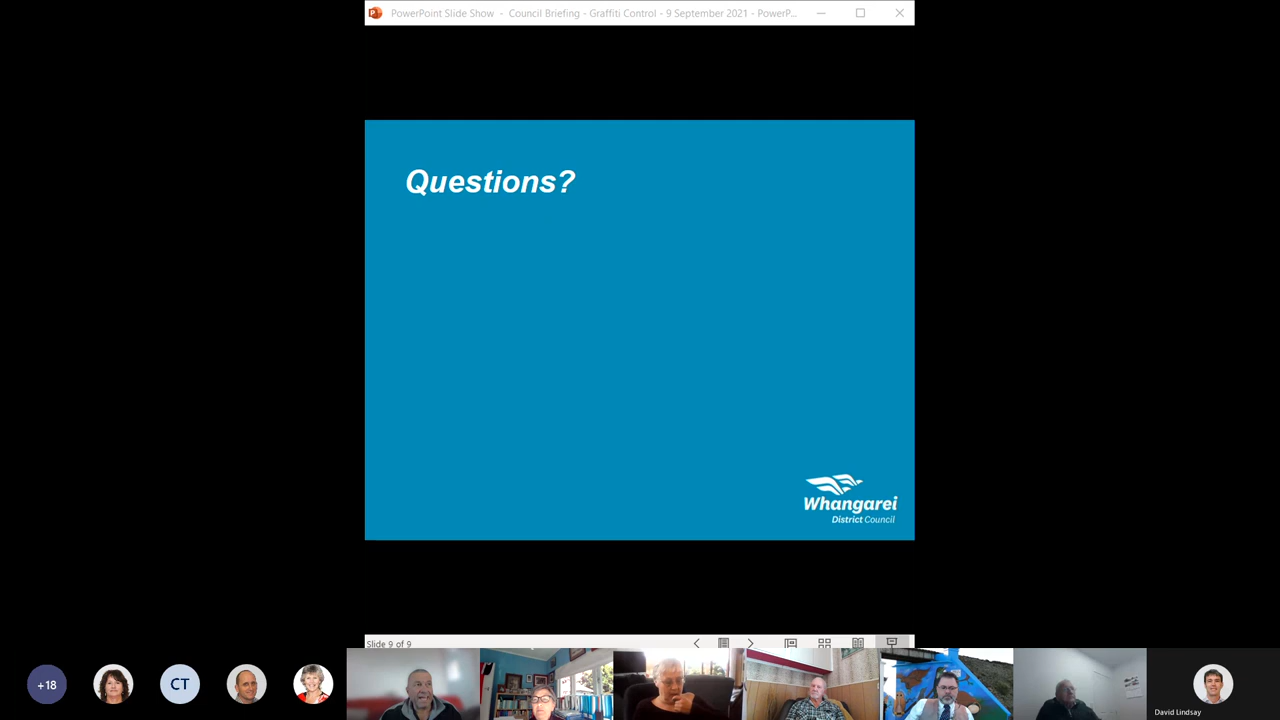 PowerPoint Slide Show - Council Briefing - Graffiti Control - 9 September 2021 - PowerP...
Questions?
Whangarei
District Council
Slide 9 of 9
+18
CT
David Lindsay